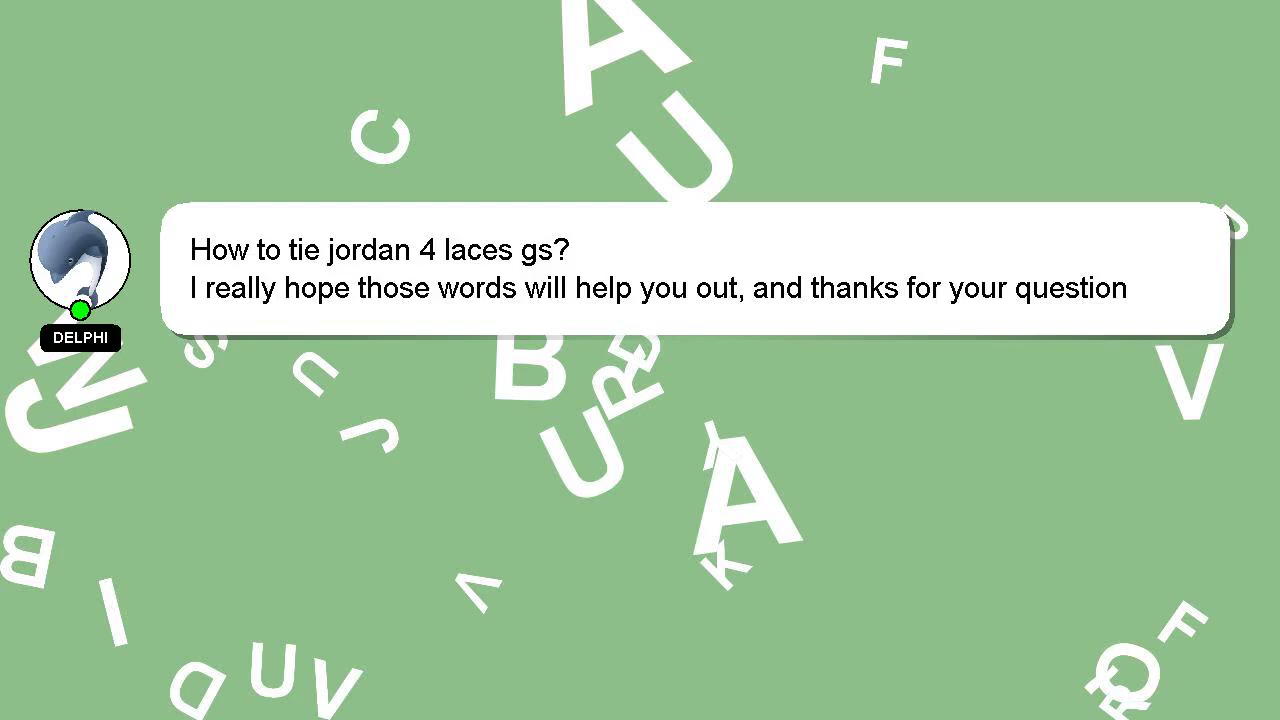 How to tie jordan 4 laces gs?
I really hope those words will help you out, and thanks for your question
DELPHI
A
F
C
U
J
S
U
B
R
V
J
J
U
A
K
B
I
V
F
D
U
V